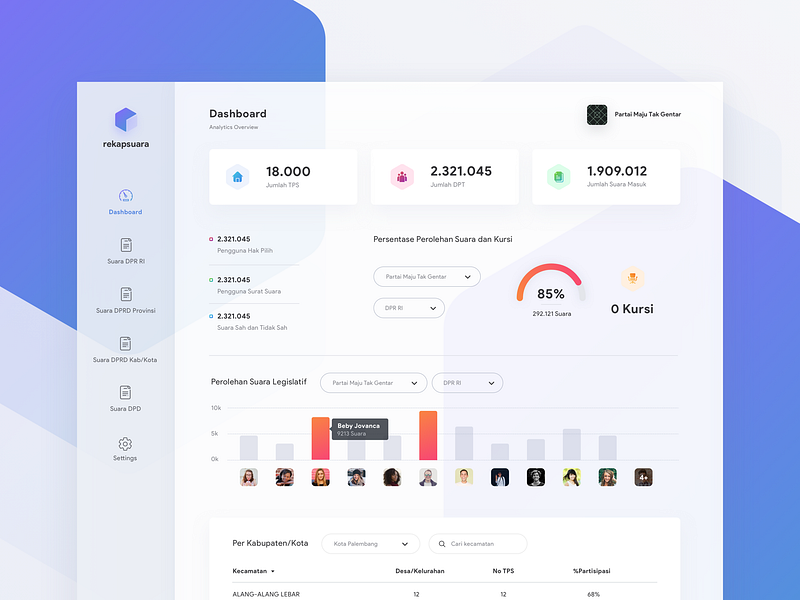 rekapsuara
Dashboard
Suara DPR RI
Suara DPRD Provinsi
Suara DPRD Kab/Kota
Suara DPD
Settings
Dashboard
Analytics Overview
Partai Maju Tak Gentar
18.000
Jumlah TPS
2.321.045
Jumlah DPT
1.909.012
Jumlah Suara Masuk
2.321.045
Pengguna Hak Pilih
2.321.045
Pengguna Surat Suara
2.321.045
Suara Sah dan Tidak Sah
Persentase Perolehan Suara dan Kursi
Partai Maju Tak Gentar
DPR RI
85%
292.121 Suara
0 Kursi
Perolehan Suara Legislatif
Partai Maju Tak Gentar
DPR RI
10k
5k
0k
Beby Jovanca
9213 Suara
4+
Per Kabupaten/Kota
Kota Palembang
Cari kecamatan
Kecamatan Desa/Kelurahan No TPS %Partisipasi
ALANG-ALANG LEBAR 12 12 68%